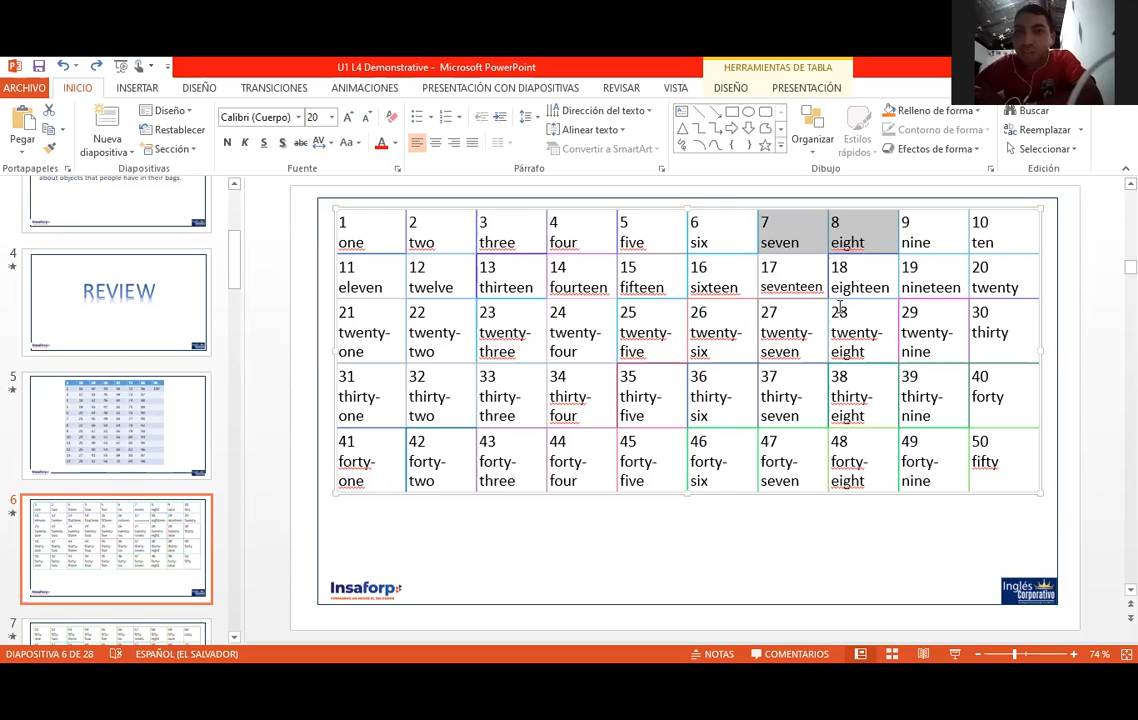 U1 L4 Demonstrative - Microsoft PowerPoint
HERRAMIENTAS DE TABLA
ARCHIVO INICIO INSERTAR DISEÑO TRANSICIONES ANIMACIONES PRESENTACIÓN CON DIAPOSITIVAS REVISAR VISTA DISEÑO PRESENTACIÓN
Pegar
Nueva diapositiva
Diseño
Restablecer
Sección
Calibri (Cuerpo) 20
N K S S abc AV Aa A
Dirección del texto
Alinear texto
Convertir a SmartArt
Organizar
Estilos rápidos
Relleno de forma
Contorno de forma
Efectos de forma
Buscar
Reemplazar
Seleccionar
Portapapeles Diapositivas Fuente Párrafo Dibujo Edición
about objects that people have in their bags.
4
REVIEW
5
6
7
1 2 3 4 5 6 7 8 9 10
one two three four five six seven eight nine ten
11 12 13 14 15 16 17 18 19 20
eleven twelve thirteen fourteen fifteen sixteen seventeen eighteen nineteen twenty
21 22 23 24 25 26 27 28 29 30
twenty- twenty- twenty- twenty- twenty- twenty- twenty- twenty- twenty- thirty
one two three four five six seven eight nine
31 32 33 34 35 36 37 38 39 40
thirty- thirty- thirty- thirty- thirty- thirty- thirty- thirty- thirty- forty
one two three four five six seven eight nine
41 42 43 44 45 46 47 48 49 50
forty- forty- forty- forty- forty- forty- forty- forty- forty- fifty
one two three four five six seven eight nine
Insaforp
Inglés
Corporativo
DIAPOSITIVA 6 DE 28 ESPAÑOL (EL SALVADOR) NOTAS COMENTARIOS 74 %